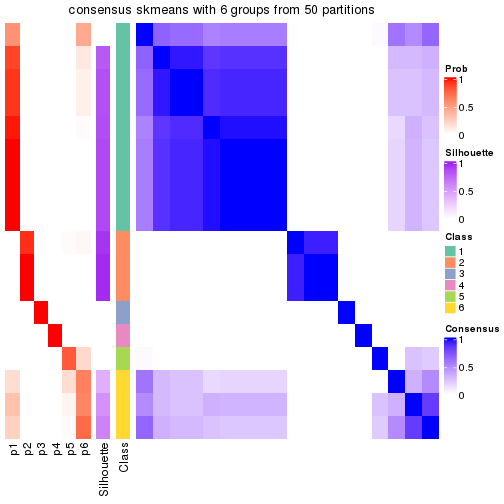 consensus skmeans with 6 groups from 50 partitions
Prob
1
0.5
0
Silhouette
1
0.5
0
Class
1
2
3
4
5
6
Consensus
1
0.5
0
p1
p2
p3
p4
p5
p6
Silhouette
Class